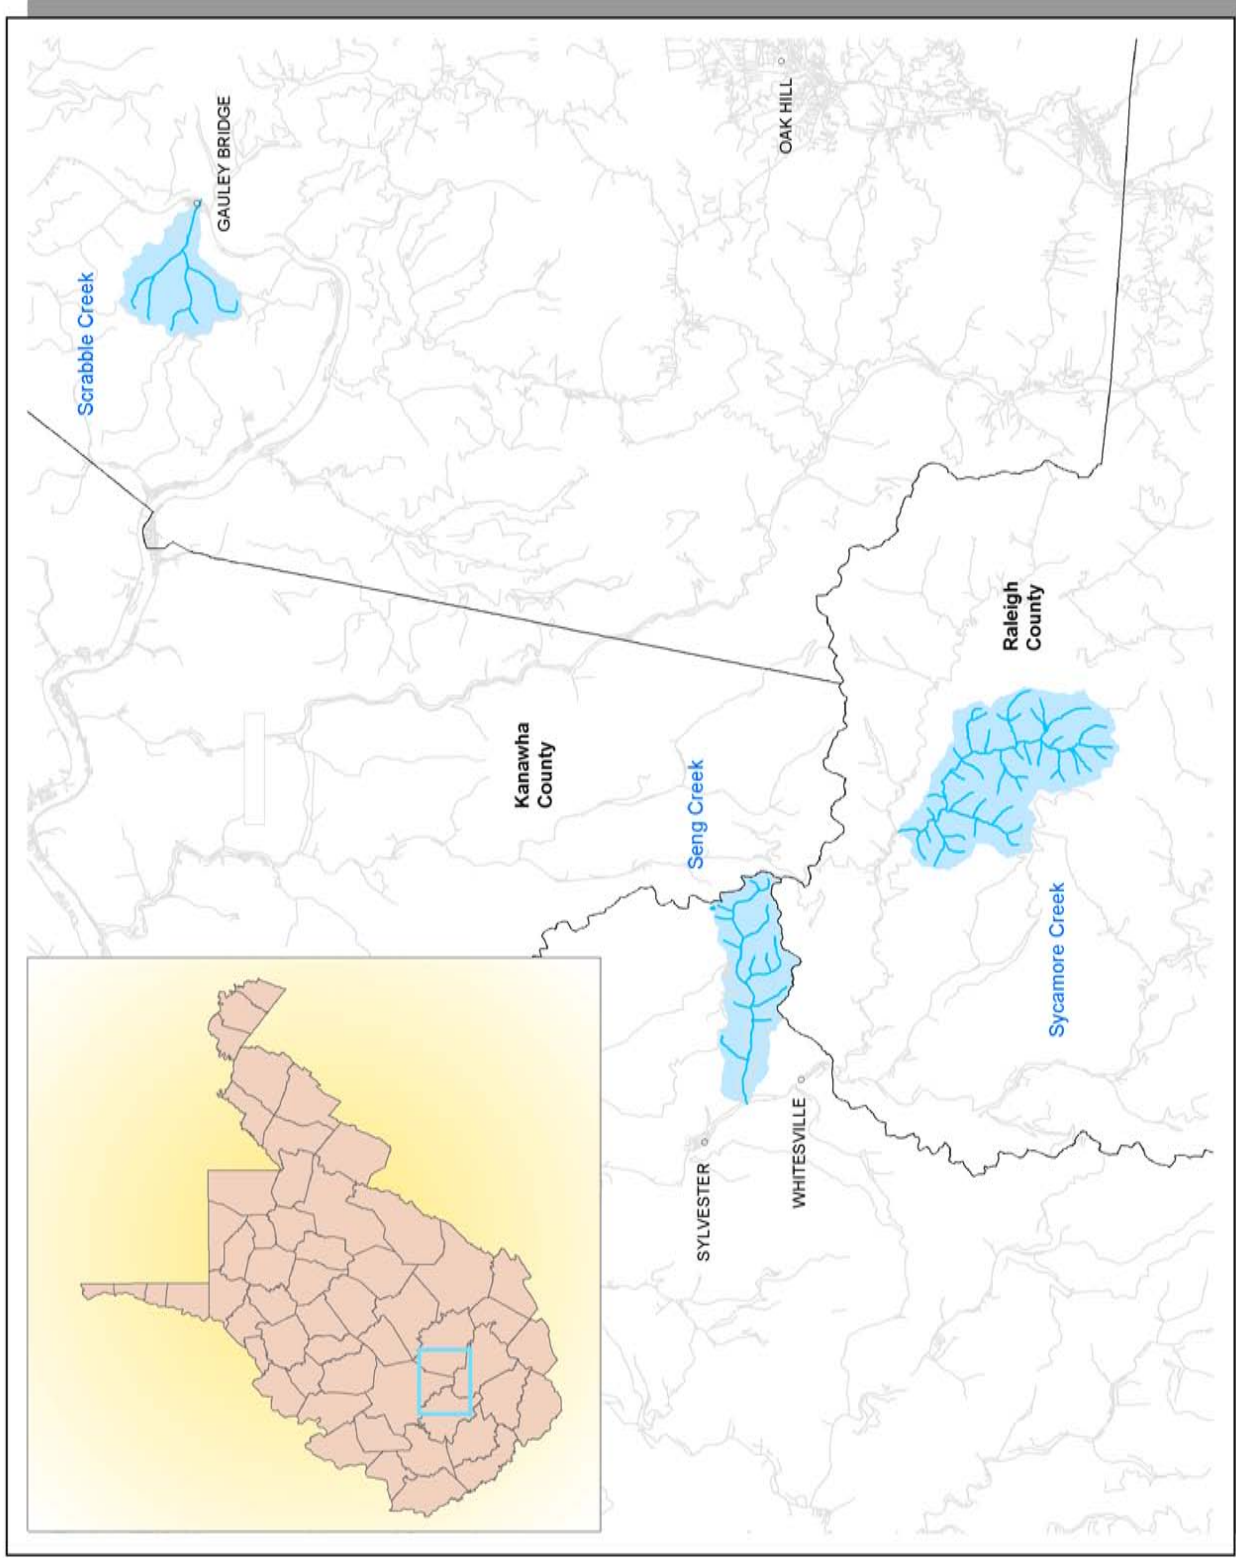 Scrabble Creek
GAULEY BRIDGE
OAK HILL
Kanawha
County
Seng Creek
Raleigh
County
SYLVESTER
WHITESVILLE
Sycamore Creek